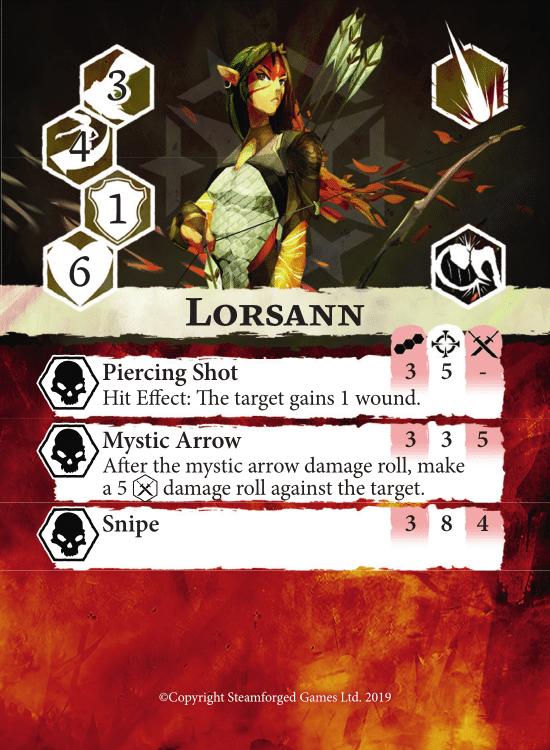 3
4
1
6
Lorsann
Piercing Shot 3 5 -
Hit Effect: The target gains 1 wound.
Mystic Arrow 3 3 5
After the mystic arrow damage roll, make
a 5 damage roll against the target.
Snipe 3 8 4
©Copyright Steamforged Games Ltd. 2019